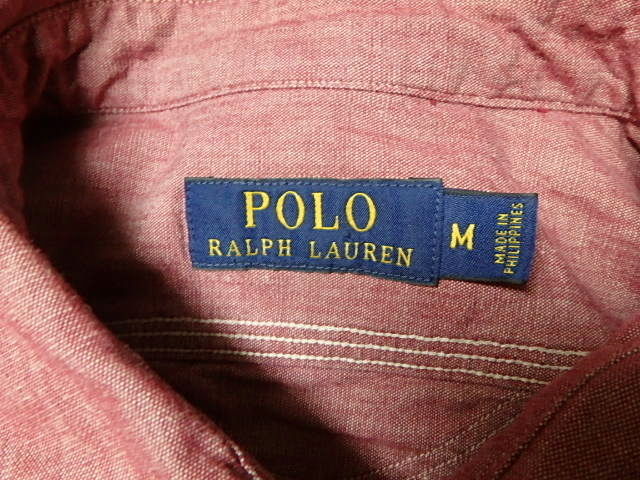 POLO
RALPH LAUREN
M
MADE IN
PHILIPPINES